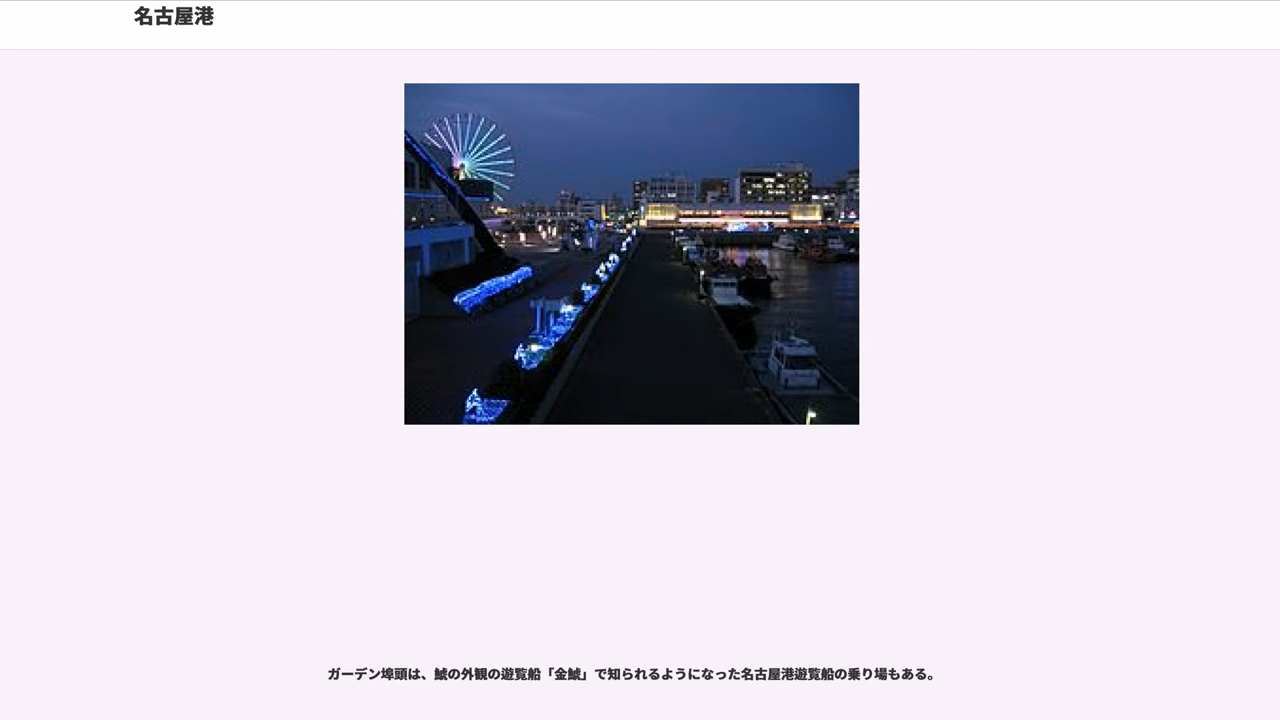 名古屋港
ガーデン埠頭は、鯱の外観の遊覧船「金鯱」で知られるようになった名古屋港遊覧船の乗り場もある。